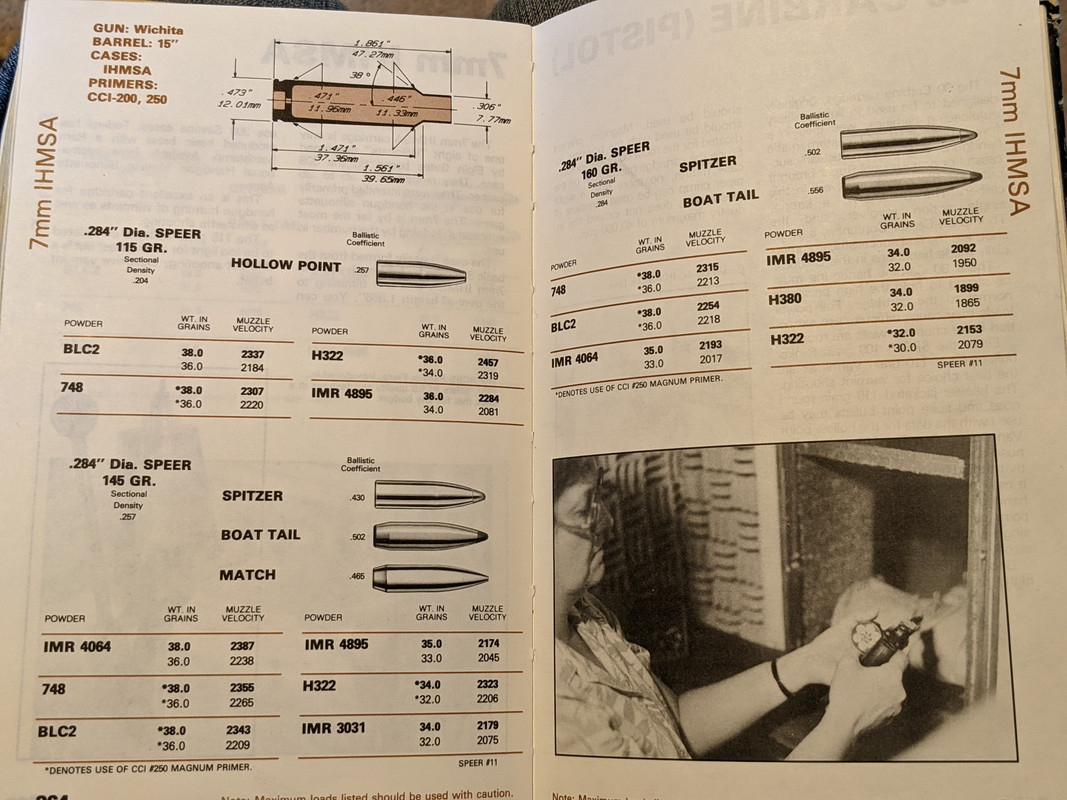 GUN: Wichita
BARREL: 15"
CASES:
IHMSA
PRIMERS:
CCI-200, 250
1.861"
47.27mm
38°
.473"
12.01mm
.471"
11.96mm
.446"
11.33mm
.306"
7.77mm
1.471"
37.36mm
1.561"
39.65mm
7mm IHMSA
.284" Dia. SPEER
115 GR.
Sectional
Density
.204
Ballistic
Coefficient
HOLLOW POINT .257
POWDER WT. IN GRAINS MUZZLE VELOCITY
BLC2 38.0 2337
36.0 2184
748 *38.0 2307
*36.0 2220
POWDER WT. IN GRAINS MUZZLE VELOCITY
H322 *36.0 2457
*34.0 2319
IMR 4895 36.0 2284
34.0 2081
.284" Dia. SPEER
145 GR.
Sectional
Density
.257
Ballistic
Coefficient
SPITZER .430
BOAT TAIL .502
MATCH .465
POWDER WT. IN GRAINS MUZZLE VELOCITY
IMR 4064 38.0 2387
36.0 2238
748 *38.0 2355
*36.0 2265
BLC2 *38.0 2343
*36.0 2209
*DENOTES USE OF CCI #250 MAGNUM PRIMER.
POWDER WT. IN GRAINS MUZZLE VELOCITY
IMR 4895 35.0 2174
33.0 2045
H322 *34.0 2323
*32.0 2206
IMR 3031 34.0 2179
32.0 2075
SPEER #11
Note: Maximum loads listed should be used with caution.
7mm IHMSA
.284" Dia. SPEER
160 GR.
Sectional
Density
.284
Ballistic
Coefficient
SPITZER .502
BOAT TAIL .556
POWDER WT. IN GRAINS MUZZLE VELOCITY
748 *38.0 2315
*36.0 2213
BLC2 *38.0 2254
*36.0 2218
IMR 4064 35.0 2193
33.0 2017
*DENOTES USE OF CCI #250 MAGNUM PRIMER.
WT. IN GRAINS MUZZLE VELOCITY
IMR 4895 34.0 2092
32.0 1950
H380 34.0 1899
32.0 1865
H322 *32.0 2153
*30.0 2079
SPEER #11
Note: Maximum